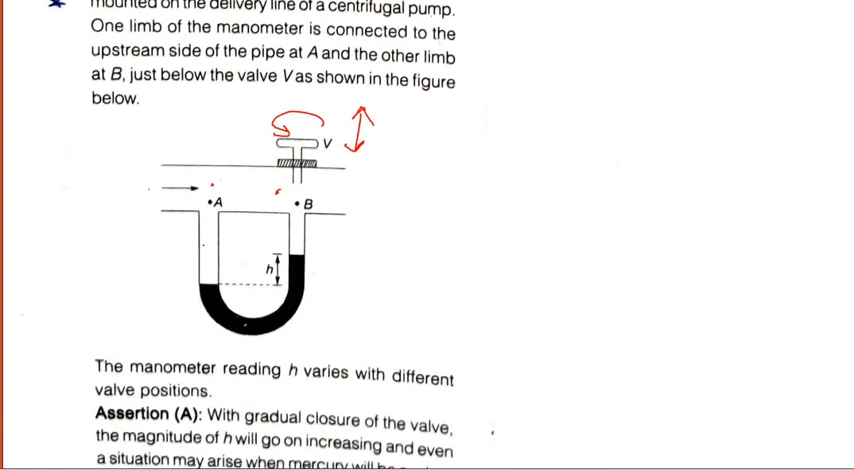 mounted on the delivery line of a centrifugal pump.
One limb of the manometer is connected to the
upstream side of the pipe at A and the other limb
at B, just below the valve V as shown in the figure
below.
V
•A
•B
h
The manometer reading h varies with different
valve positions.
Assertion (A): With gradual closure of the valve,
the magnitude of h will go on increasing and even
a situation may arise when mercury will be